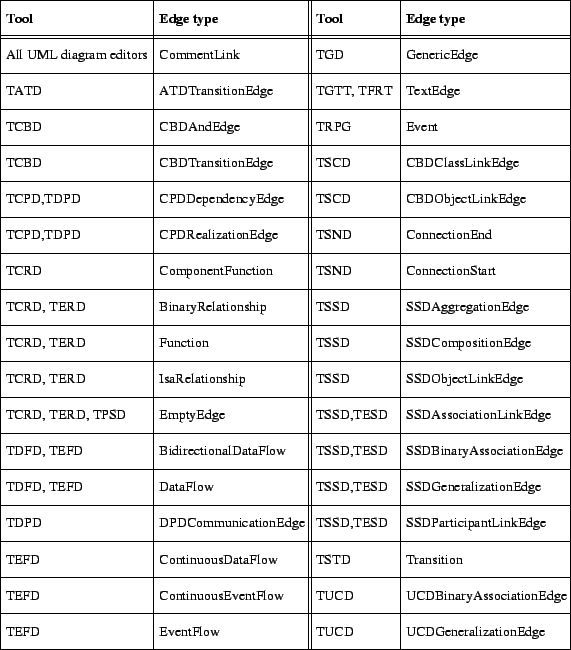 Tool Edge type Tool Edge type
All UML diagram editors CommentLink TGD GenericEdge
TATD ATDTransitionEdge TGTT, TFRT TextEdge
TCBD CBDAndEdge TRPG Event
TCBD CBDTransitionEdge TSCD CBDClassLinkEdge
TCPD,TDPD CPDDependencyEdge TSCD CBDObjectLinkEdge
TCPD,TDPD CPDRealizationEdge TSND ConnectionEnd
TCRD ComponentFunction TSND ConnectionStart
TCRD, TERD BinaryRelationship TSSD SSDAggregationEdge
TCRD, TERD Function TSSD SSDCompositionEdge
TCRD, TERD IsaRelationship TSSD SSDObjectLinkEdge
TCRD, TERD, TPSD EmptyEdge TSSD,TESD SSDAssociationLinkEdge
TDFD, TEFD BidirectionalDataFlow TSSD,TESD SSDBinaryAssociationEdge
TDFD, TEFD DataFlow TSSD,TESD SSDGeneralizationEdge
TDPD DPDCommunicationEdge TSSD,TESD SSDParticipantLinkEdge
TEFD ContinuousDataFlow TSTD Transition
TEFD ContinuousEventFlow TUCD UCDBinaryAssociationEdge
TEFD EventFlow TUCD UCDGeneralizationEdge